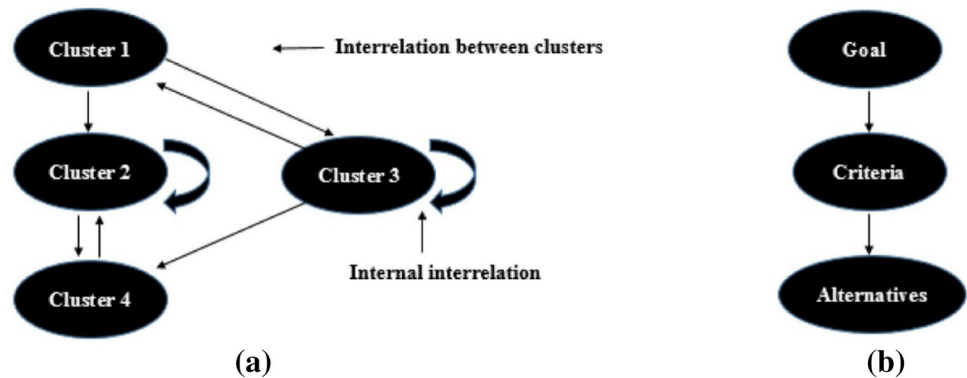 Cluster 1
Interrelation between clusters
Cluster 2
Cluster 3
Internal interrelation
Cluster 4
(a)
Goal
Criteria
Alternatives
(b)